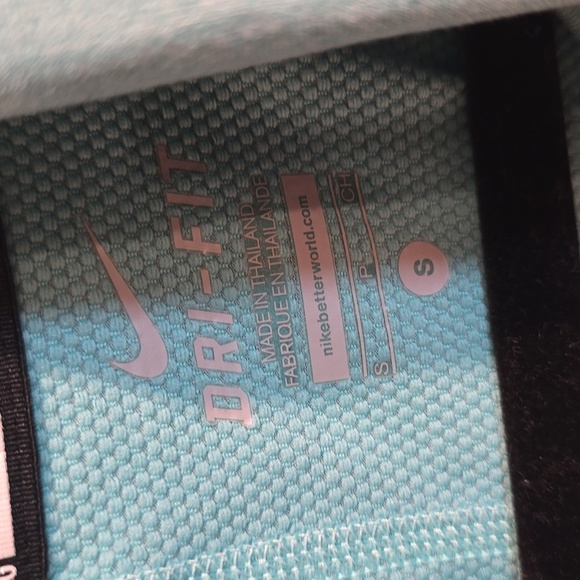 DRI-FIT
MADE IN THAILAND
FABRIQUE EN THAILANDE
nikebetterworld.com
S P CH
S
G